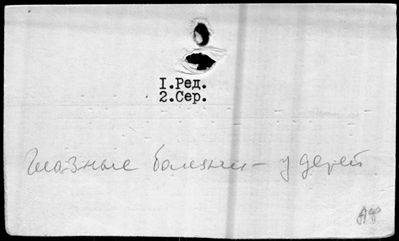 I.Ред.
2.Сер.
Глазные болезни – у детей